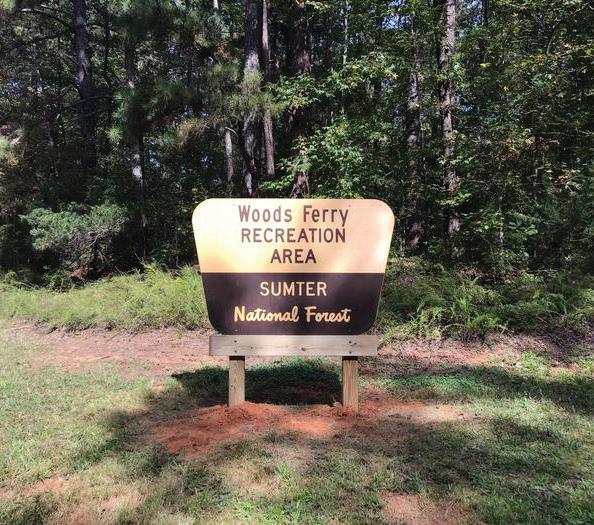 Woods Ferry
RECREATION
AREA
SUMTER
National Forest